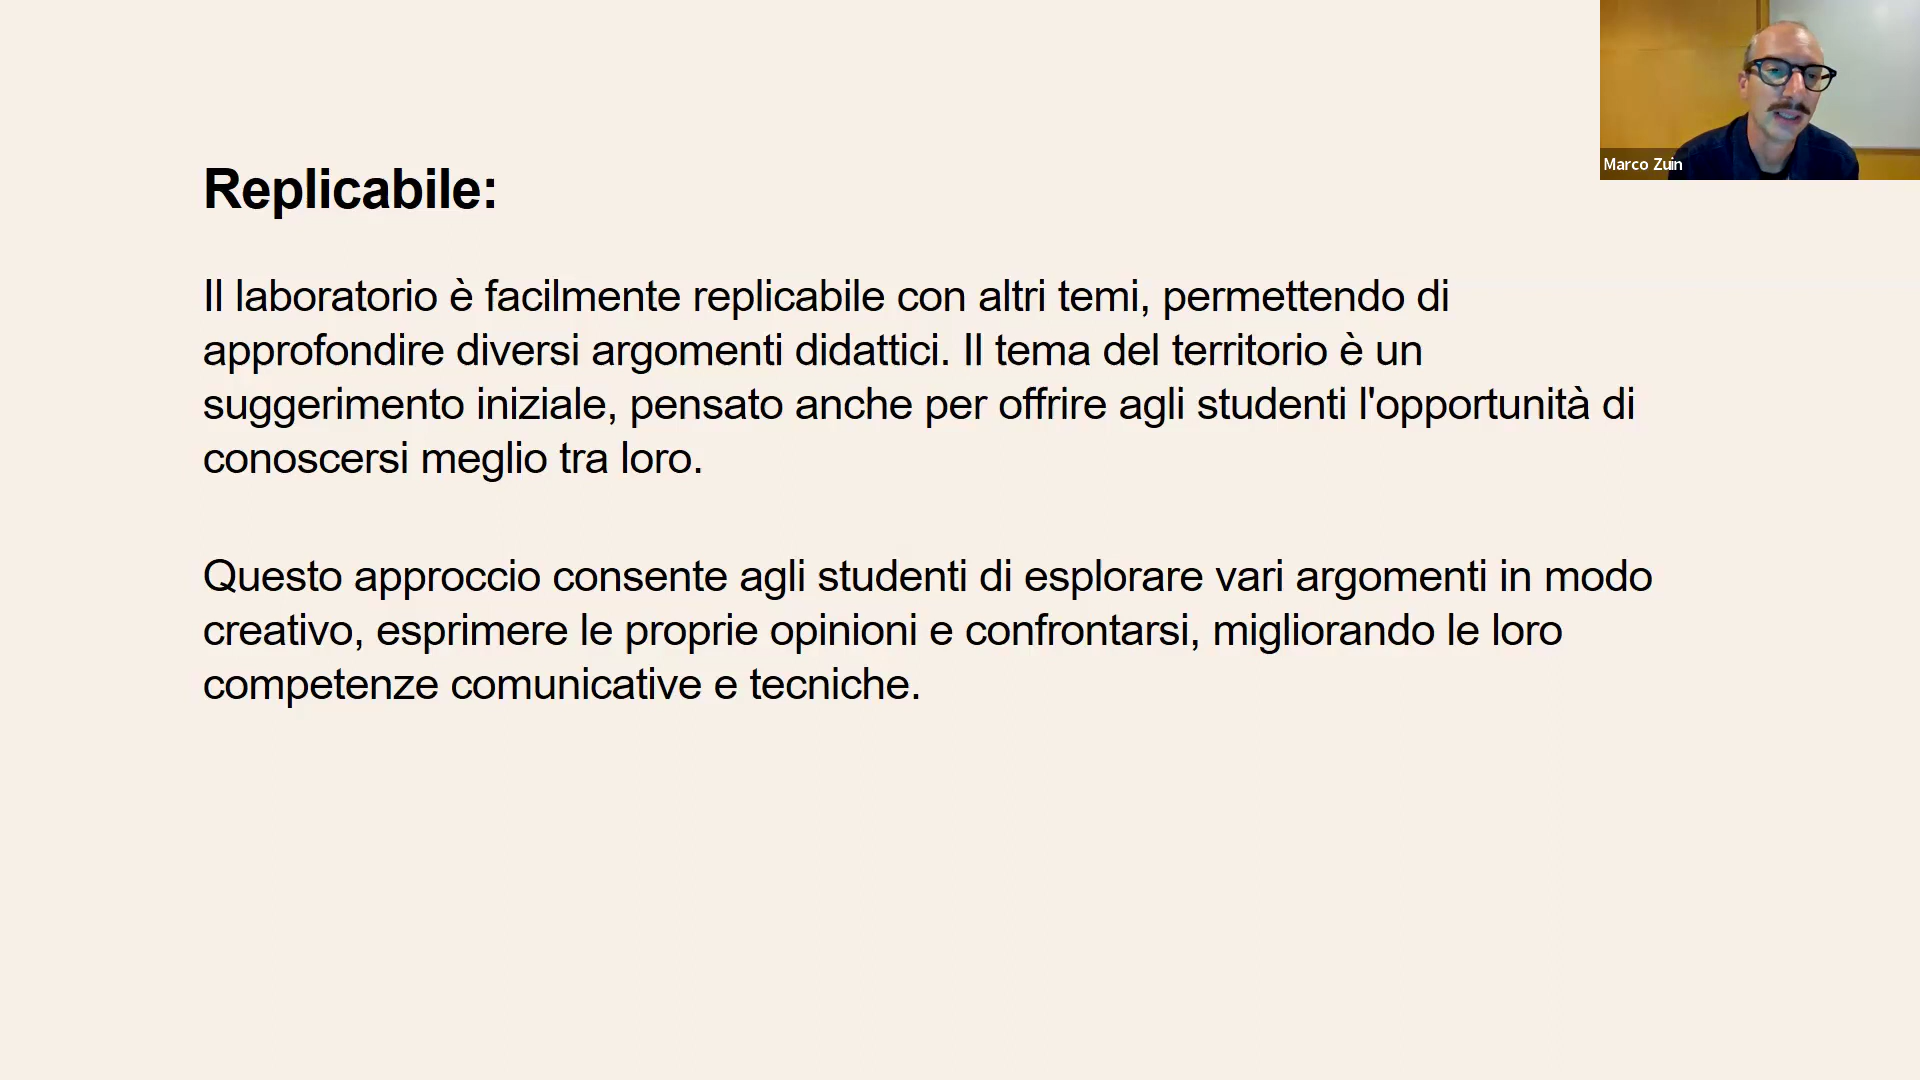 Marco Zuin
Replicabile:
Il laboratorio è facilmente replicabile con altri temi, permettendo di
approfondire diversi argomenti didattici. Il tema del territorio è un
suggerimento iniziale, pensato anche per offrire agli studenti l'opportunità di
conoscersi meglio tra loro.
Questo approccio consente agli studenti di esplorare vari argomenti in modo
creativo, esprimere le proprie opinioni e confrontarsi, migliorando le loro
competenze comunicative e tecniche.